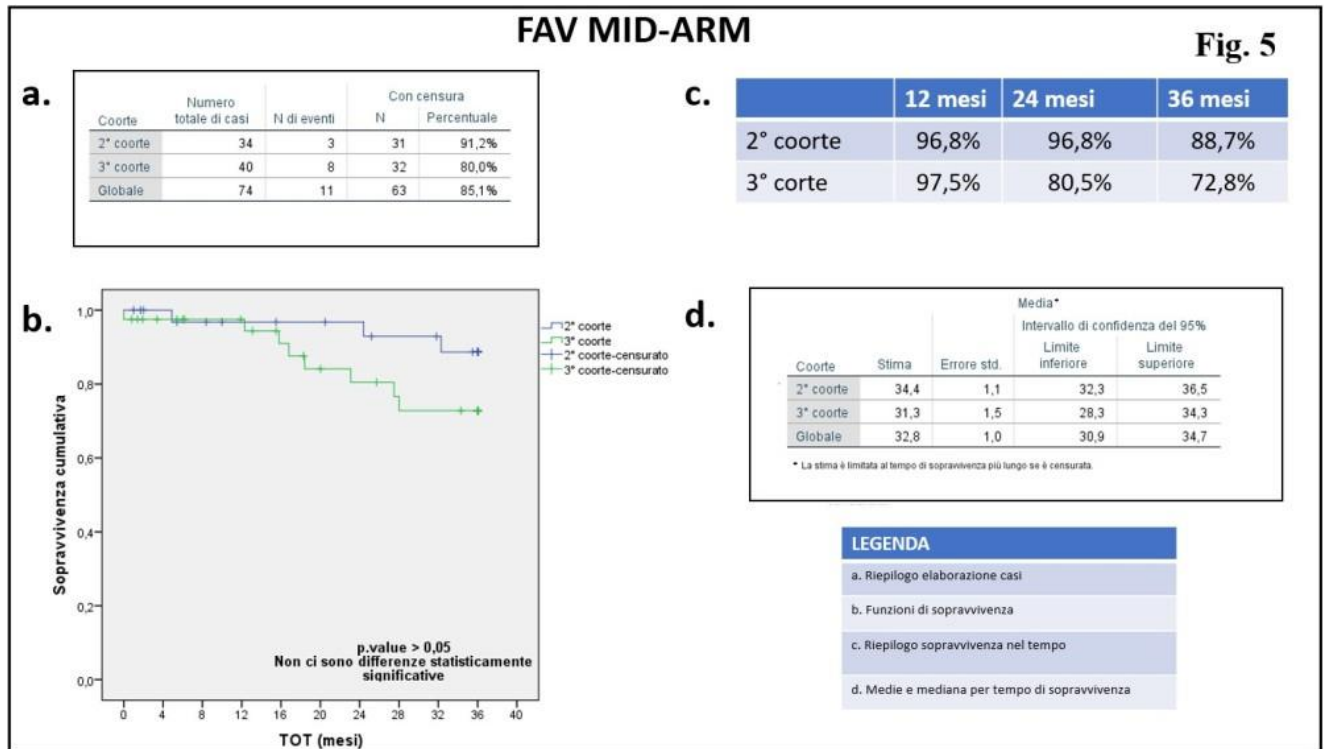 FAV MID-ARM
Fig. 5
a.
Coorte Numero totale di casi N di eventi Con censura N Percentuale
2° coorte 34 3 31 91,2%
3° coorte 40 8 32 80,0%
Globale 74 11 63 85,1%
c.
12 mesi 24 mesi 36 mesi
2° coorte 96,8% 96,8% 88,7%
3° corte 97,5% 80,5% 72,8%
b.
Sopravvivenza cumulativa
1,0
0,8
0,6
0,4
0,2
0,0
2° coorte
3° coorte
2° coorte-censurato
3° coorte-censurato
p.value > 0,05
Non ci sono differenze statisticamente
significative
0 4 8 12 16 20 24 28 32 36 40
TOT (mesi)
d.
Media*
Intervallo di confidenza del 95%
Coorte Stima Errore std. Limite inferiore Limite superiore
2° coorte 34,4 1,1 32,3 36,5
3° coorte 31,3 1,5 28,3 34,3
Globale 32,8 1,0 30,9 34,7
* La stima è limitata al tempo di sopravvivenza più lungo se è censurata.
LEGENDA
a. Riepilogo elaborazione casi
b. Funzioni di sopravvivenza
c. Riepilogo sopravvivenza nel tempo
d. Medie e mediana per tempo di sopravvivenza